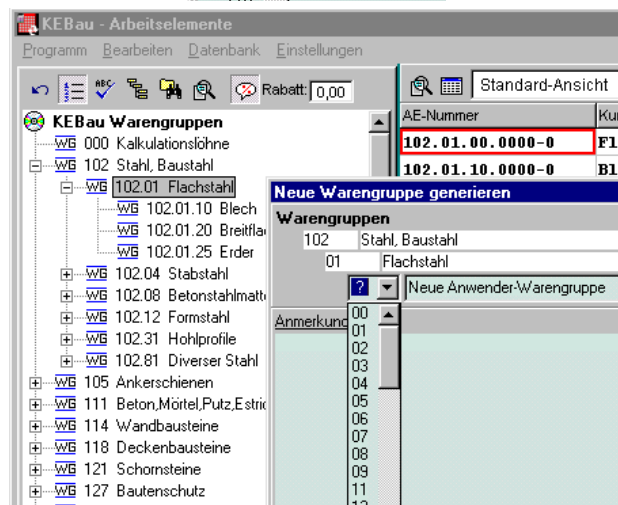 KEBau - Arbeitselemente
Programm Bearbeiten Datenbank Einstellungen
ABC Rabatt: 0,00 Standard-Ansicht
KEBau Warengruppen
WG 000 Kalkulationslöhne
WG 102 Stahl, Baustahl
WG 102.01 Flachstahl
WG 102.01.10 Blech
WG 102.01.20 Breitfla
WG 102.01.25 Erder
WG 102.04 Stabstahl
WG 102.08 Betonstahlmatt
WG 102.12 Formstahl
WG 102.31 Hohlprofile
WG 102.81 Diverser Stahl
WG 105 Ankerschienen
WG 111 Beton,Mörtel,Putz,Estric
WG 114 Wandbausteine
WG 118 Deckenbausteine
WG 121 Schornsteine
WG 127 Bautenschutz
AE-Nummer Ku
102.01.00.0000-0 Fl
102.01.10.0000-0 Bl
Neue Warengruppe generieren
Warengruppen
102 Stahl, Baustahl
01 Flachstahl
? Neue Anwender-Warengruppe
Anmerkung
00
01
02
03
04
05
06
07
08
09
11